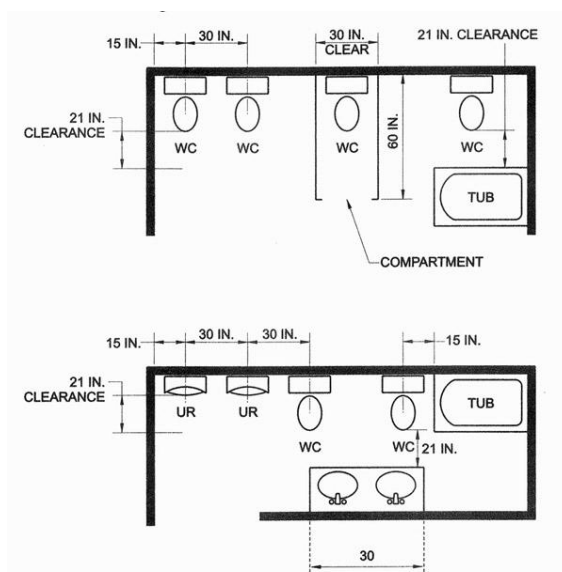 15 IN.
30 IN.
30 IN.
CLEAR
21 IN. CLEARANCE
21 IN.
CLEARANCE
WC
WC
WC
60 IN.
WC
TUB
COMPARTMENT
15 IN.
30 IN.
30 IN.
15 IN.
21 IN.
CLEARANCE
UR
UR
WC
WC
21 IN.
TUB
30